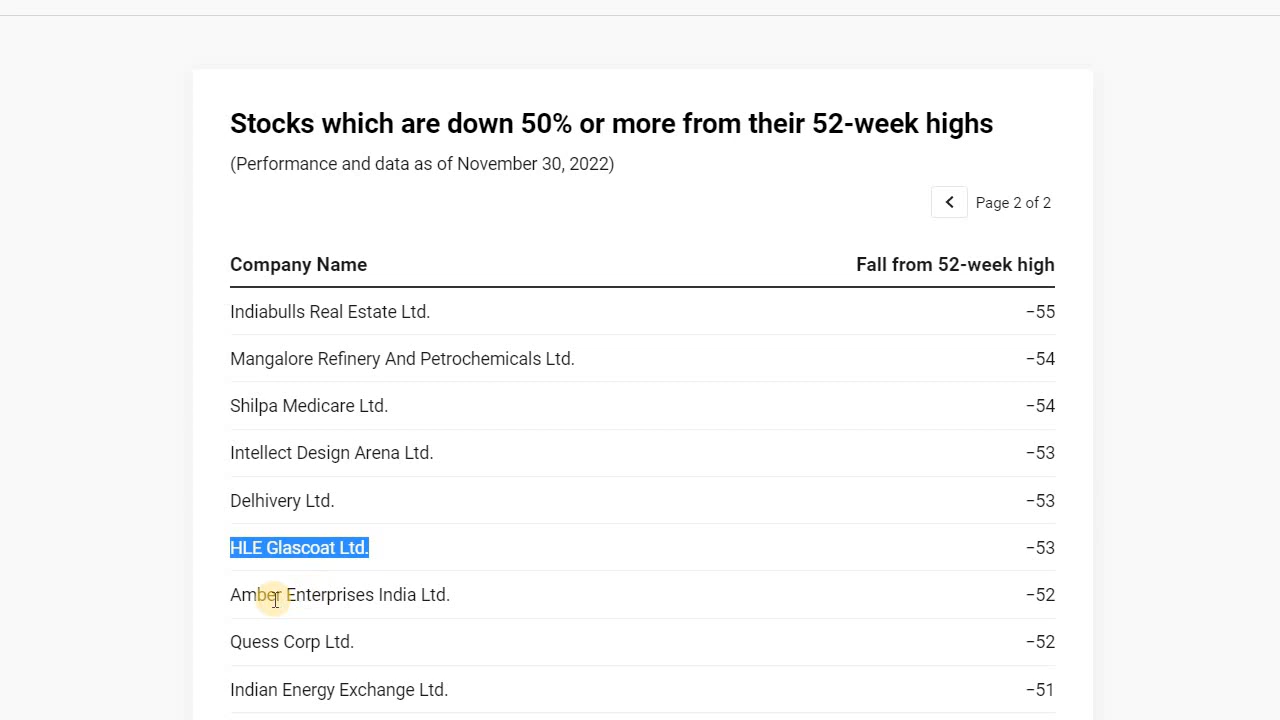 Stocks which are down 50% or more from their 52-week highs
(Performance and data as of November 30, 2022)
Page 2 of 2
Company Name Fall from 52-week high
Indiabulls Real Estate Ltd. −55
Mangalore Refinery And Petrochemicals Ltd. −54
Shilpa Medicare Ltd. −54
Intellect Design Arena Ltd. −53
Delhivery Ltd. −53
HLE Glascoat Ltd. −53
Amber Enterprises India Ltd. −52
Quess Corp Ltd. −52
Indian Energy Exchange Ltd. −51